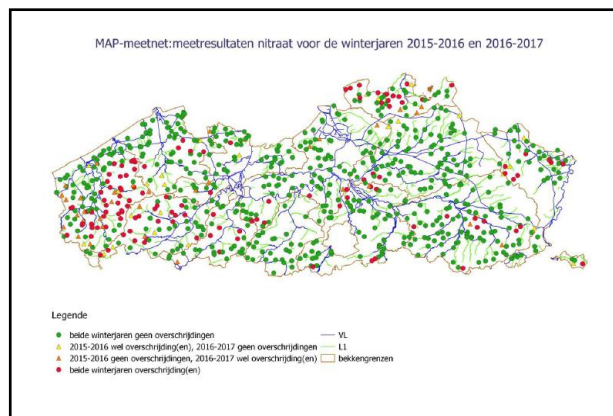 MAP-meetnet:meetresultaten nitraat voor de winterjaren 2015-2016 en 2016-2017
Legende
beide winterjaren geen overschrijdingen
2015-2016 wel overschrijding(en), 2016-2017 geen overschrijdingen
2015-2016 geen overschrijdingen, 2016-2017 wel overschrijding(en)
beide winterjaren overschrijding(en)
VL
L1
bekkengrenzen